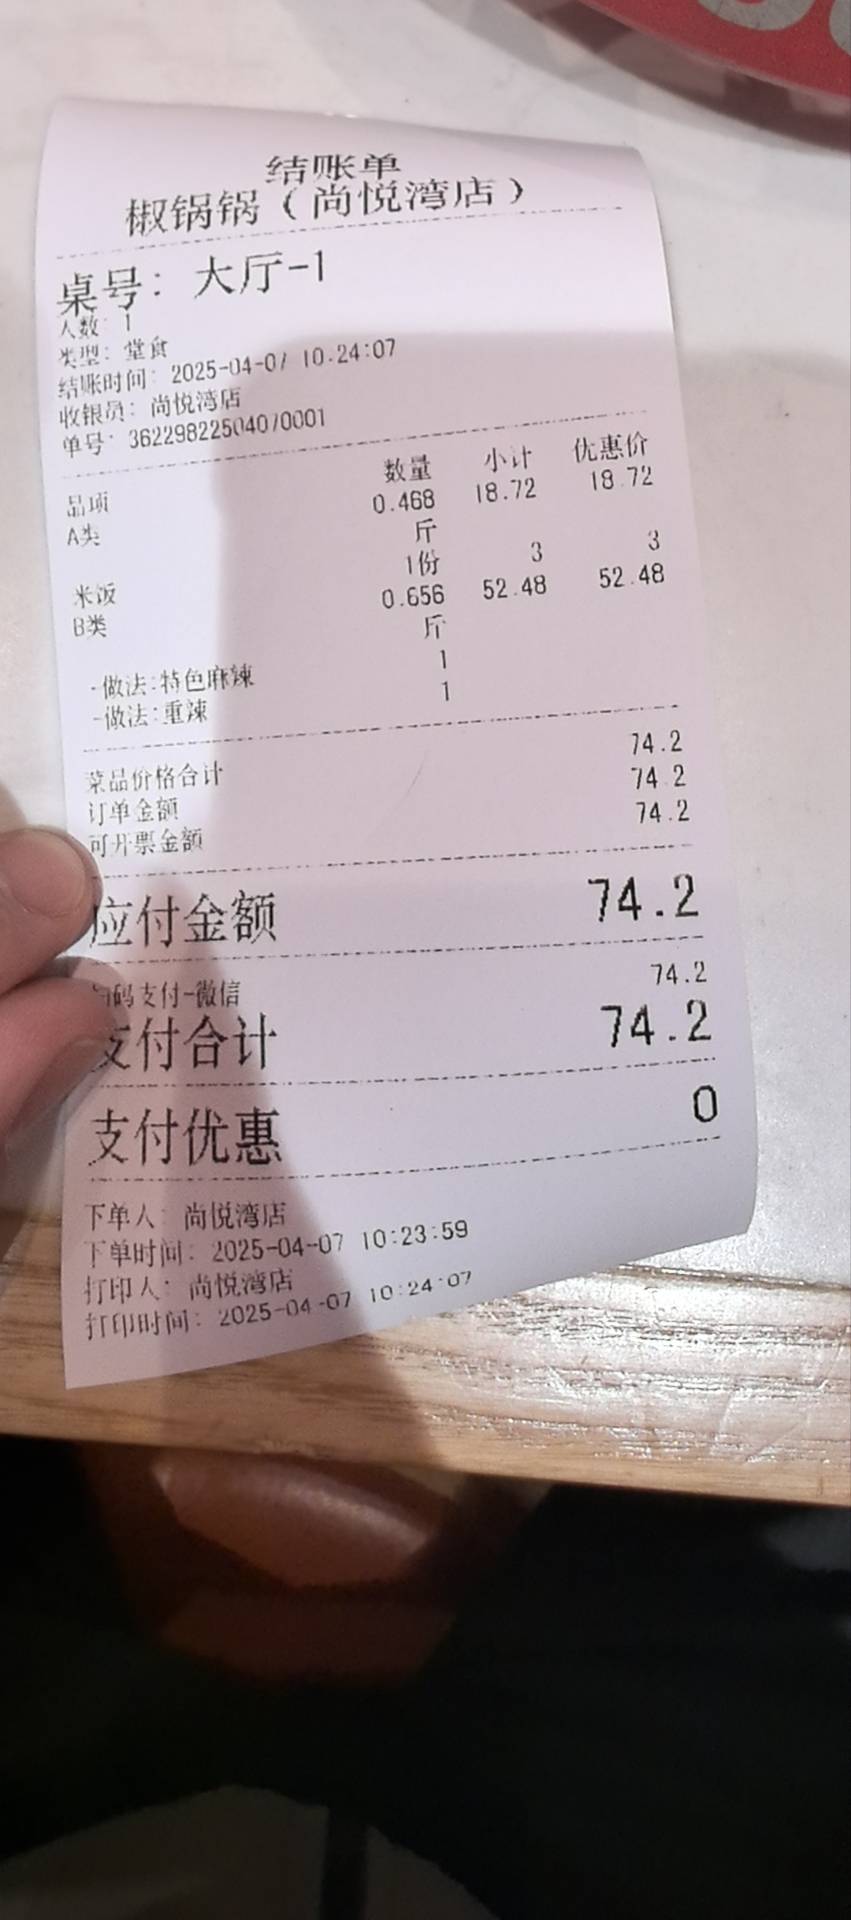 结账单
椒锅锅（尚悦湾店）
桌号：大厅-1
人数：1
类型：堂食
结账时间：2025-04-07 10:24:07
收银员：尚悦湾店
单号：36229822504070001
品项 数量 小计 优惠价
A类 0.468斤 18.72 18.72
米饭 1份 3 3
B类 0.656斤 52.48 52.48
-做法:特色麻辣 1
-做法:重辣 1
菜品价格合计 74.2
订单金额 74.2
可开票金额 74.2
应付金额 74.2
码支付-微信 74.2
支付合计 74.2
支付优惠 0
下单人：尚悦湾店
下单时间：2025-04-07 10:23:59
打印人：尚悦湾店
打印时间：2025-04-07 10:24:07